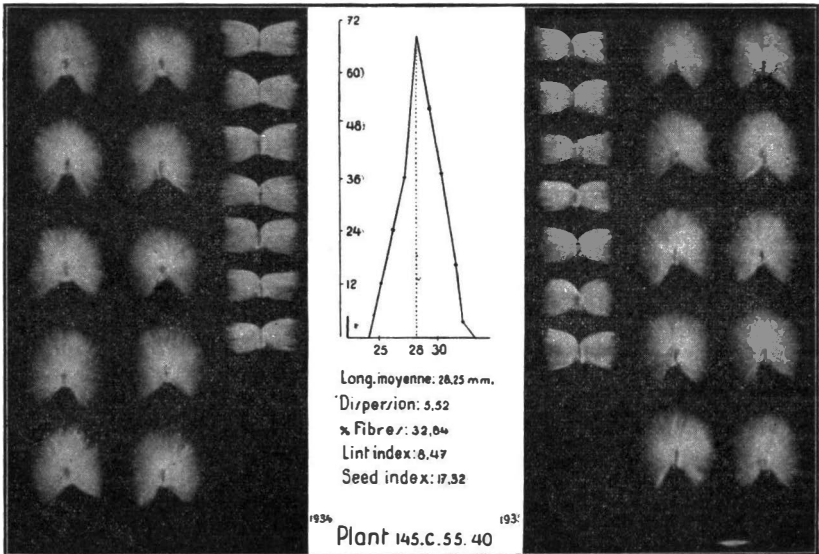 72
60
48
36
24
12
25 28 30
Long. moyenne: 28.25 mm.
Dispersion: 5,52
% Fibres: 32,84
Lint index: 8,47
Seed index: 17,32
1934
Plant 145.C.55.40